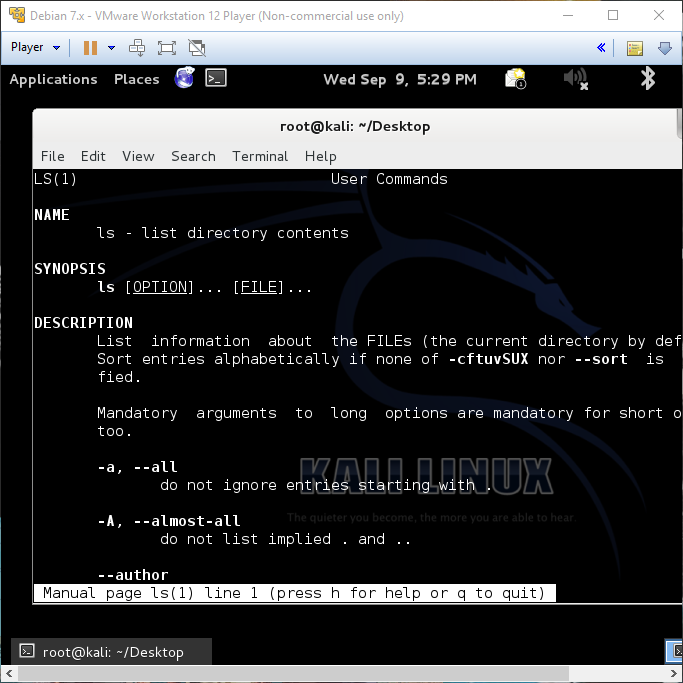 Debian 7.x - VMware Workstation 12 Player (Non-commercial use only)
Player
Applications Places Wed Sep 9, 5:29 PM 1
root@kali: ~/Desktop
File Edit View Search Terminal Help
LS(1) User Commands
NAME
ls - list directory contents
SYNOPSIS
ls [OPTION]... [FILE]...
DESCRIPTION
List information about the FILEs (the current directory by def
Sort entries alphabetically if none of -cftuvSUX nor --sort is
fied.
Mandatory arguments to long options are mandatory for short o
too.
-a, --all
do not ignore entries starting with .
KALI LINUX
The quieter you become, the more you are able to hear.
-A, --almost-all
do not list implied . and ..
--author
Manual page ls(1) line 1 (press h for help or q to quit)
root@kali: ~/Desktop